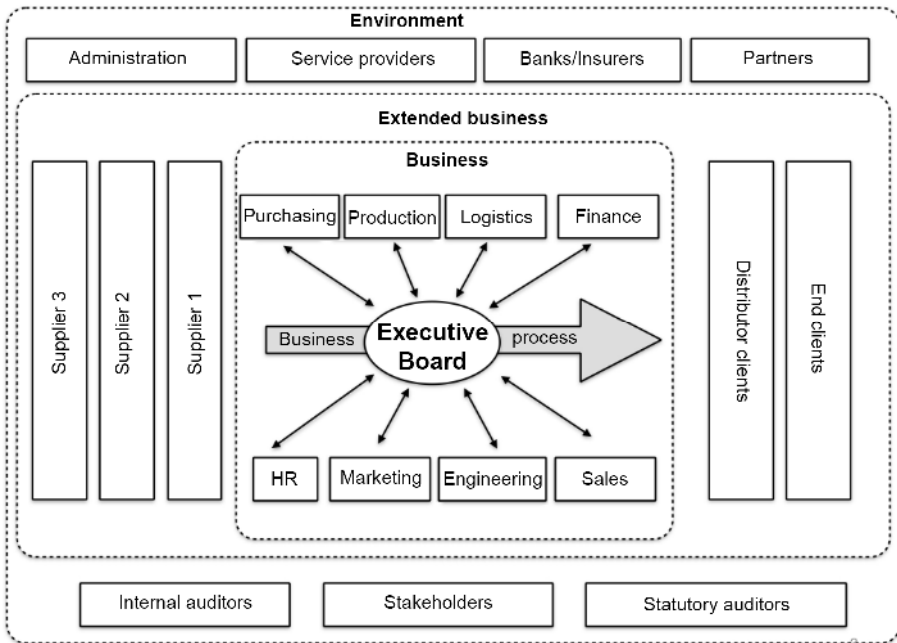 Environment
Administration
Service providers
Banks/Insurers
Partners
Extended business
Business
Supplier 3
Supplier 2
Supplier 1
Purchasing
Production
Logistics
Finance
Business
Executive
Board
process
HR
Marketing
Engineering
Sales
Distributor clients
End clients
Internal auditors
Stakeholders
Statutory auditors